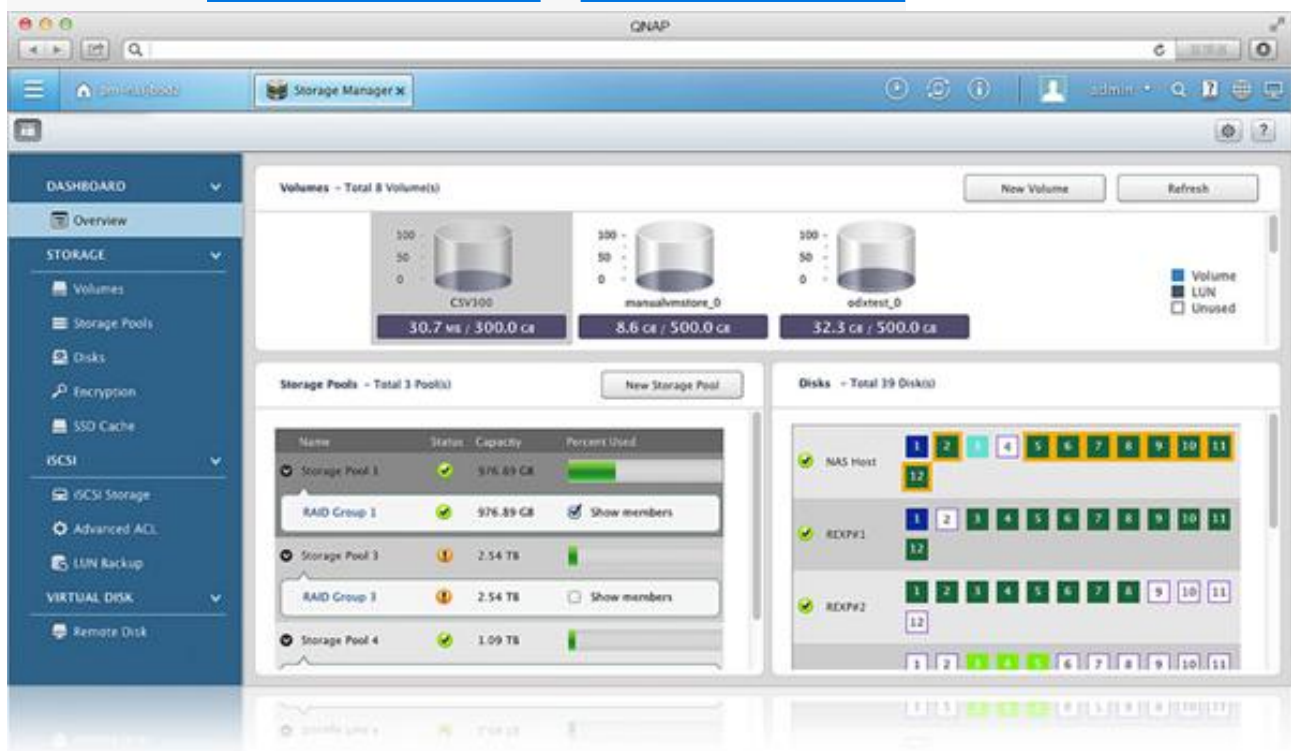 QNAP
Storage Manager ×
admin
DASHBOARD
Overview
STORAGE
Volumes
Storage Pools
Disks
Encryption
SSD Cache
iSCSI
iSCSI Storage
Advanced ACL
LUN Backup
VIRTUAL DISK
Remote Disk
Volumes - Total 8 Volume(s)
New Volume
Refresh
100
50
0
CSV300
30.7 MB / 300.0 GB
100
50
0
manualvmstore_0
8.6 GB / 500.0 GB
100
50
0
odxtest_0
32.3 GB / 500.0 GB
Volume
LUN
Unused
Storage Pools - Total 3 Pool(s)
New Storage Pool
Name Status Capacity Percent Used
Storage Pool 1 976.89 GB
RAID Group 1 976.89 GB Show members
Storage Pool 3 2.54 TB
RAID Group 3 2.54 TB Show members
Storage Pool 4 1.09 TB
Disks - Total 39 Disk(s)
NAS Host 1 2 3 4 5 6 7 8 9 10 11
12
REXP#1 1 2 3 4 5 6 7 8 9 10 11
12
REXP#2 1 2 3 4 5 6 7 8 9 10 11
12
1 2 3 4 5 6 7 8 9 10 11